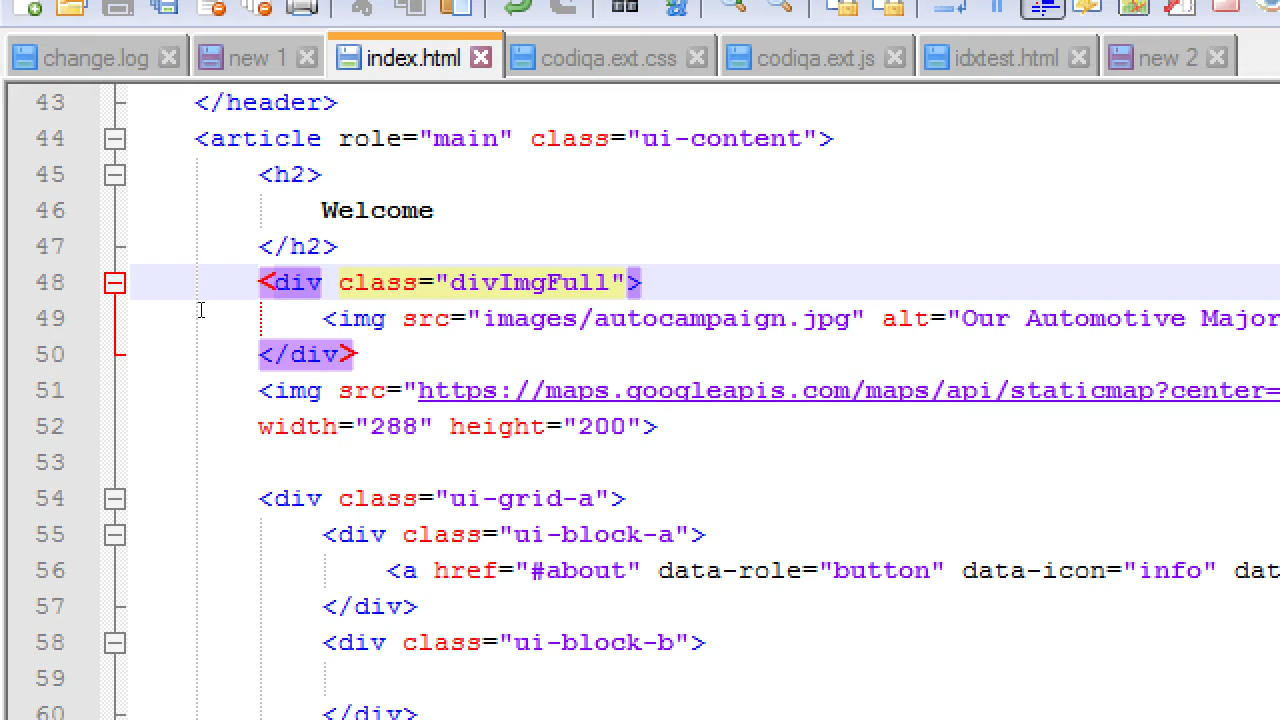 change.log new 1 index.html codiqa.ext.css codiqa.ext.js idxtest.html new 2
43 </header>
44 <article role="main" class="ui-content">
45 <h2>
46 Welcome
47 </h2>
48 <div class="divImgFull">
49 <img src="images/autocampaign.jpg" alt="Our Automotive Major
50 </div>
51 <img src="https://maps.googleapis.com/maps/api/staticmap?center=
52 width="288" height="200">
53
54 <div class="ui-grid-a">
55 <div class="ui-block-a">
56 <a href="#about" data-role="button" data-icon="info" dat
57 </div>
58 <div class="ui-block-b">
59
60 </div>